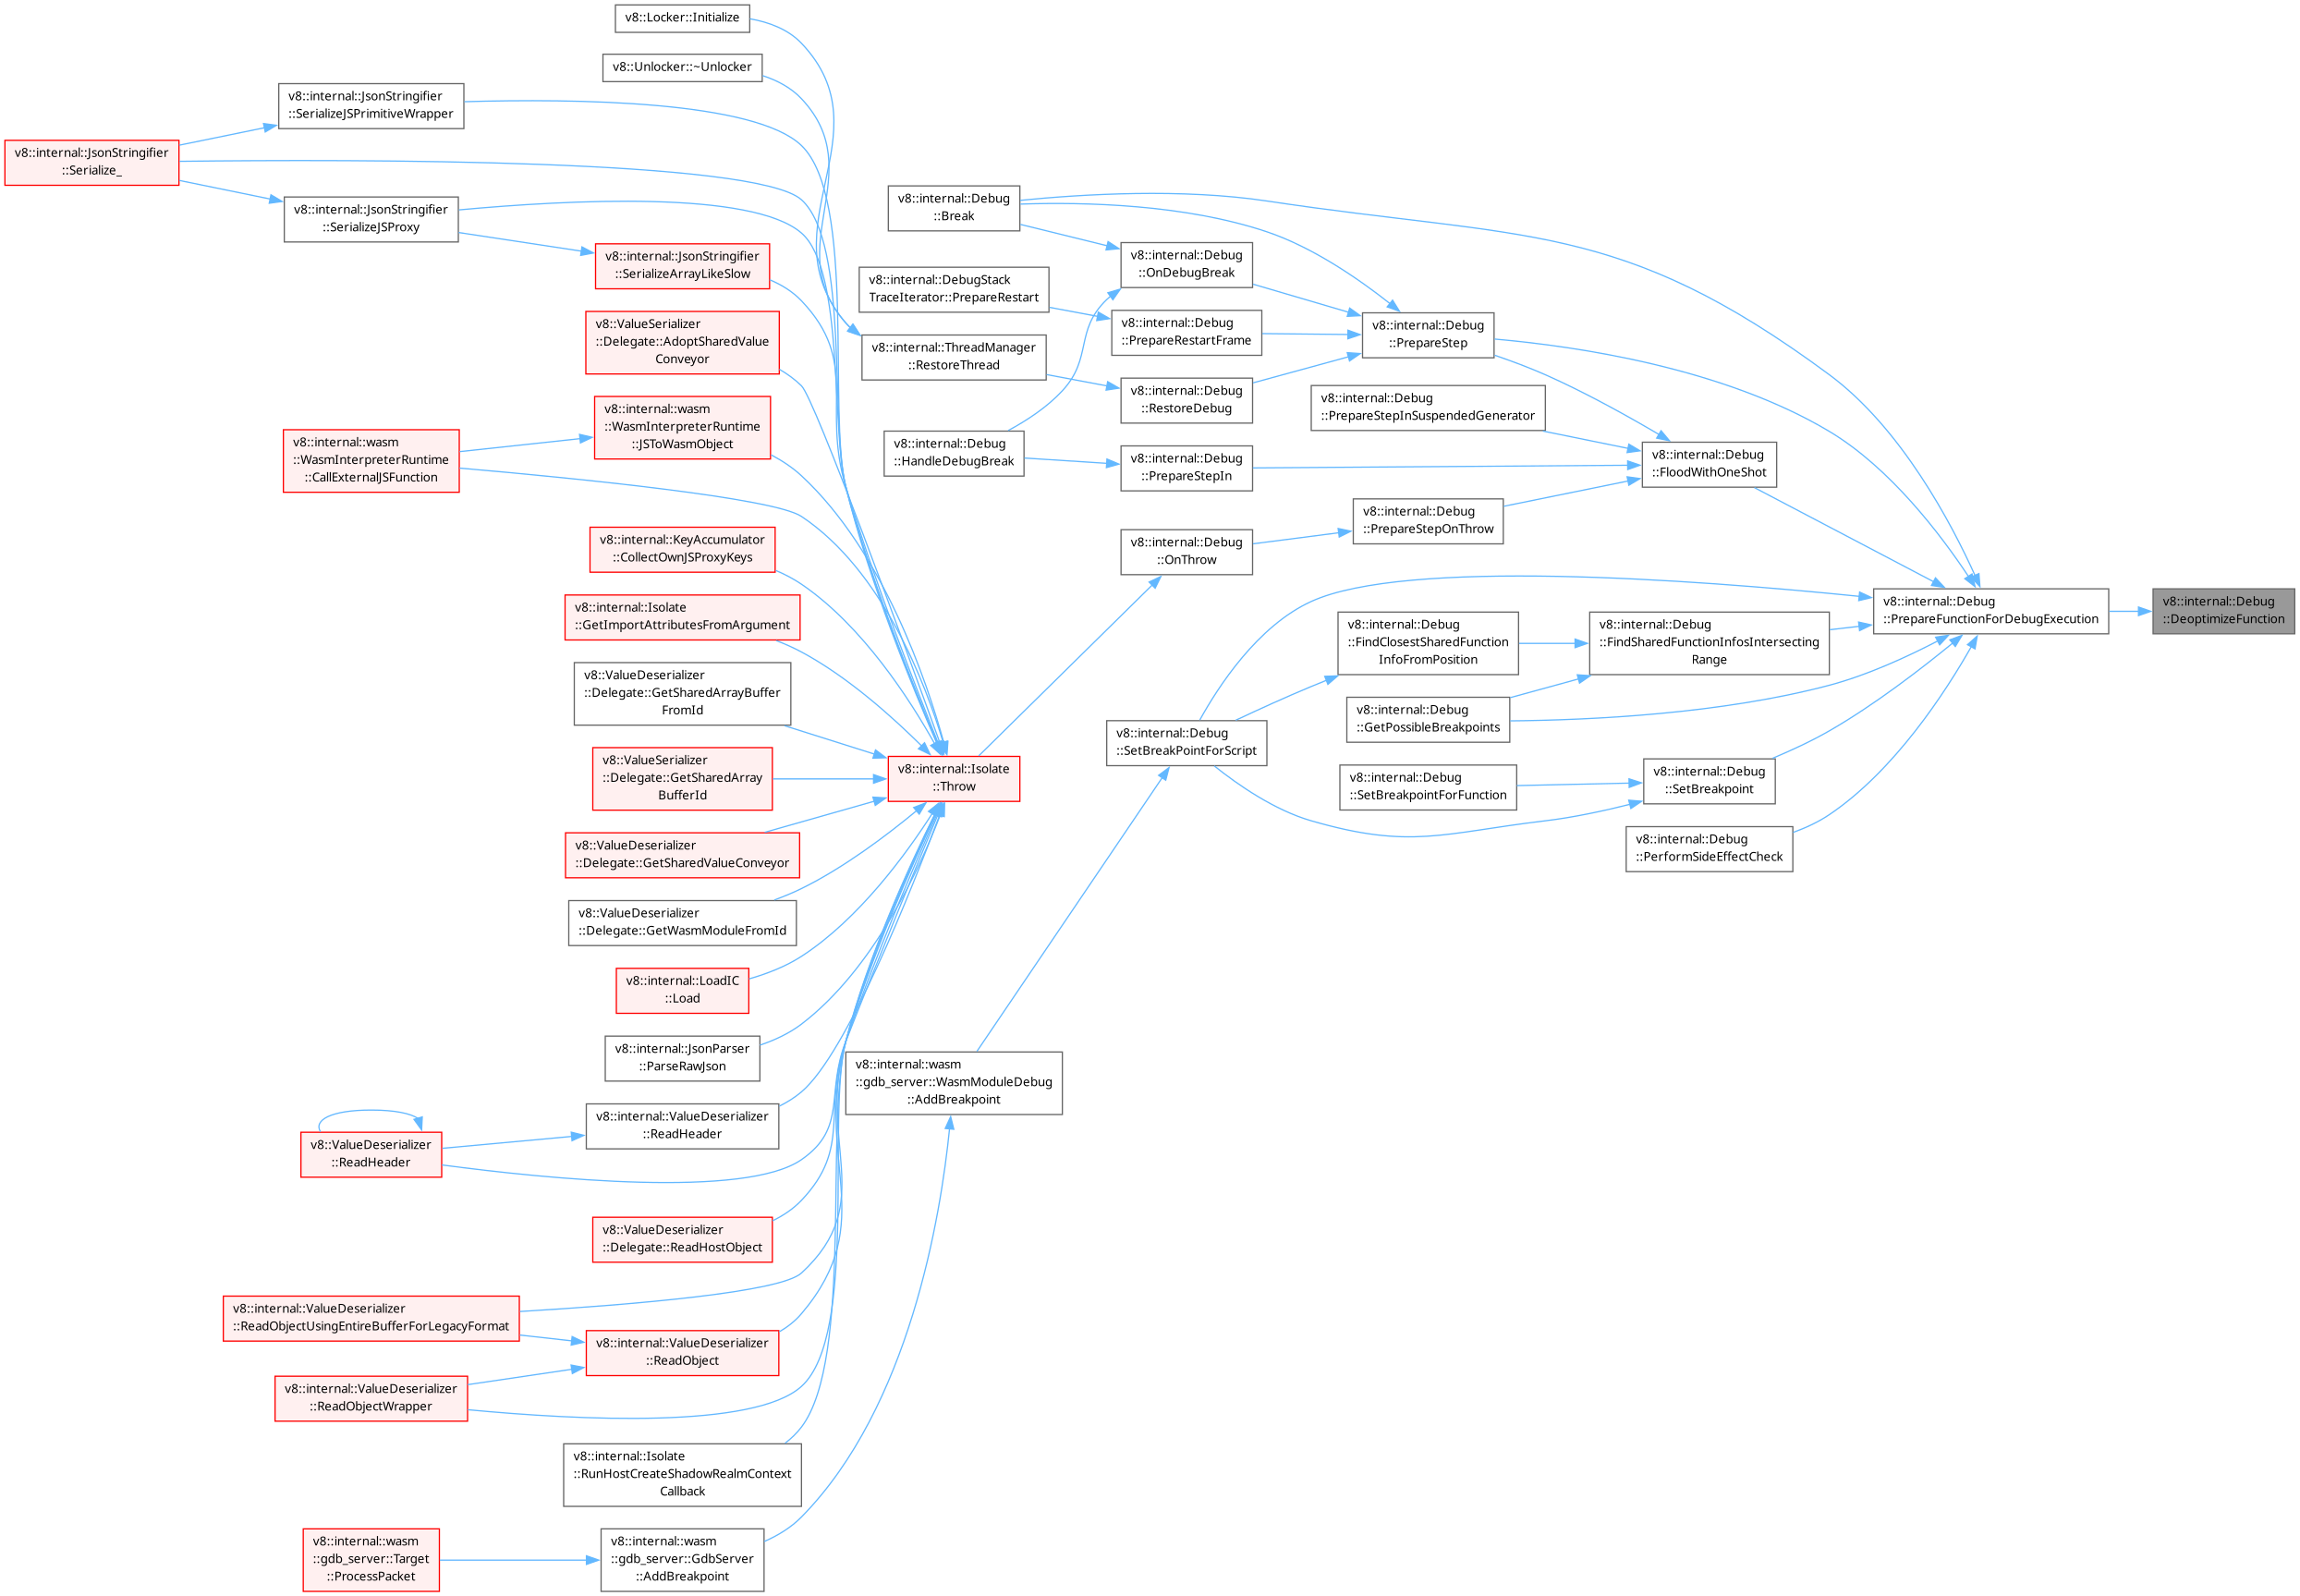 v8::Locker::Initialize
v8::Unlocker::~Unlocker
v8::internal::JsonStringifier
::SerializeJSPrimitiveWrapper
v8::internal::JsonStringifier
::Serialize_
v8::internal::JsonStringifier
::SerializeJSProxy
v8::internal::JsonStringifier
::SerializeArrayLikeSlow
v8::ValueSerializer
::Delegate::AdoptSharedValue
Conveyor
v8::internal::wasm
::WasmInterpreterRuntime
::JSToWasmObject
v8::internal::wasm
::WasmInterpreterRuntime
::CallExternalJSFunction
v8::internal::KeyAccumulator
::CollectOwnJSProxyKeys
v8::internal::Isolate
::GetImportAttributesFromArgument
v8::ValueDeserializer
::Delegate::GetSharedArrayBuffer
FromId
v8::ValueSerializer
::Delegate::GetSharedArray
BufferId
v8::ValueDeserializer
::Delegate::GetSharedValueConveyor
v8::ValueDeserializer
::Delegate::GetWasmModuleFromId
v8::internal::LoadIC
::Load
v8::internal::JsonParser
::ParseRawJson
v8::internal::ValueDeserializer
::ReadHeader
v8::ValueDeserializer
::ReadHeader
v8::ValueDeserializer
::Delegate::ReadHostObject
v8::internal::ValueDeserializer
::ReadObjectUsingEntireBufferForLegacyFormat
v8::internal::ValueDeserializer
::ReadObject
v8::internal::ValueDeserializer
::ReadObjectWrapper
v8::internal::Isolate
::RunHostCreateShadowRealmContext
Callback
v8::internal::wasm
::gdb_server::Target
::ProcessPacket
v8::internal::wasm
::gdb_server::GdbServer
::AddBreakpoint
v8::internal::Debug
::Break
v8::internal::DebugStack
TraceIterator::PrepareRestart
v8::internal::ThreadManager
::RestoreThread
v8::internal::Debug
::HandleDebugBreak
v8::internal::Isolate
::Throw
v8::internal::wasm
::gdb_server::WasmModuleDebug
::AddBreakpoint
v8::internal::Debug
::OnDebugBreak
v8::internal::Debug
::PrepareRestartFrame
v8::internal::Debug
::RestoreDebug
v8::internal::Debug
::PrepareStepIn
v8::internal::Debug
::OnThrow
v8::internal::Debug
::SetBreakPointForScript
v8::internal::Debug
::PrepareStep
v8::internal::Debug
::PrepareStepInSuspendedGenerator
v8::internal::Debug
::PrepareStepOnThrow
v8::internal::Debug
::FindClosestSharedFunction
InfoFromPosition
v8::internal::Debug
::GetPossibleBreakpoints
v8::internal::Debug
::SetBreakpointForFunction
v8::internal::Debug
::FloodWithOneShot
v8::internal::Debug
::FindSharedFunctionInfosIntersecting
Range
v8::internal::Debug
::SetBreakpoint
v8::internal::Debug
::PerformSideEffectCheck
v8::internal::Debug
::PrepareFunctionForDebugExecution
v8::internal::Debug
::DeoptimizeFunction